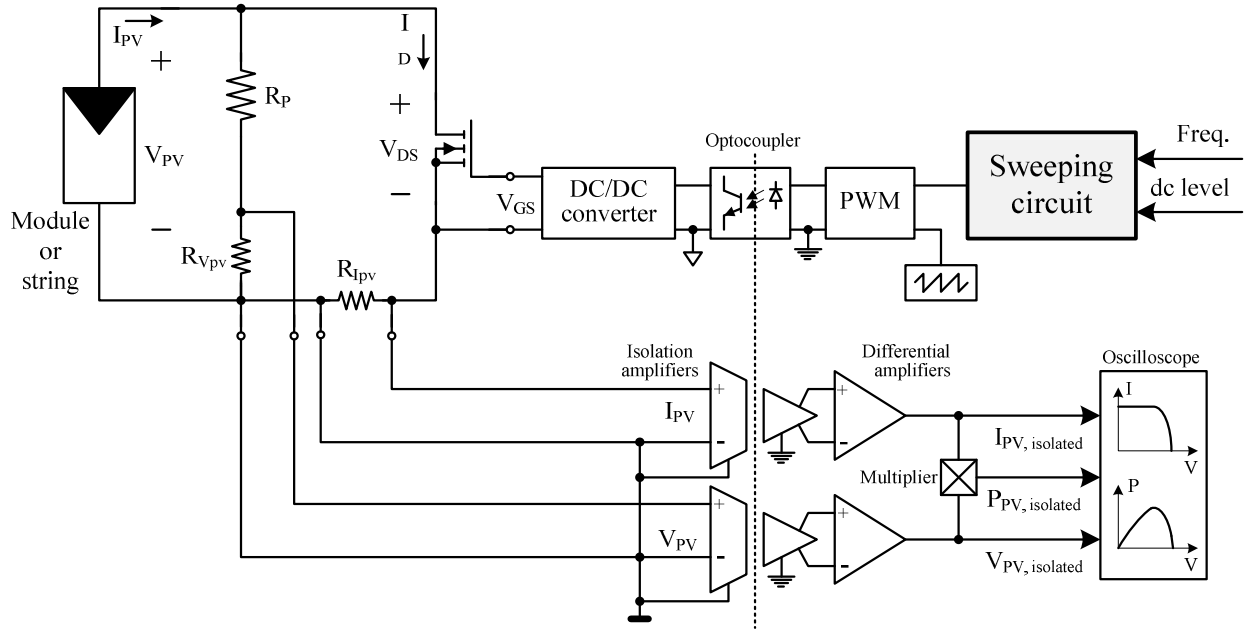 I_PV
+
V_PV
−
Module
or
string
R_P
R_Vpv
R_Ipv
I
D
+
V_DS
−
V_GS
DC/DC
converter
Optocoupler
PWM
Sweeping
circuit
Freq.
dc level
Isolation
amplifiers
Differential
amplifiers
Oscilloscope
+
I_PV
-
+
-
I_PV, isolated
I
V
Multiplier
P_PV, isolated
+
V_PV
-
+
-
V_PV, isolated
P
V